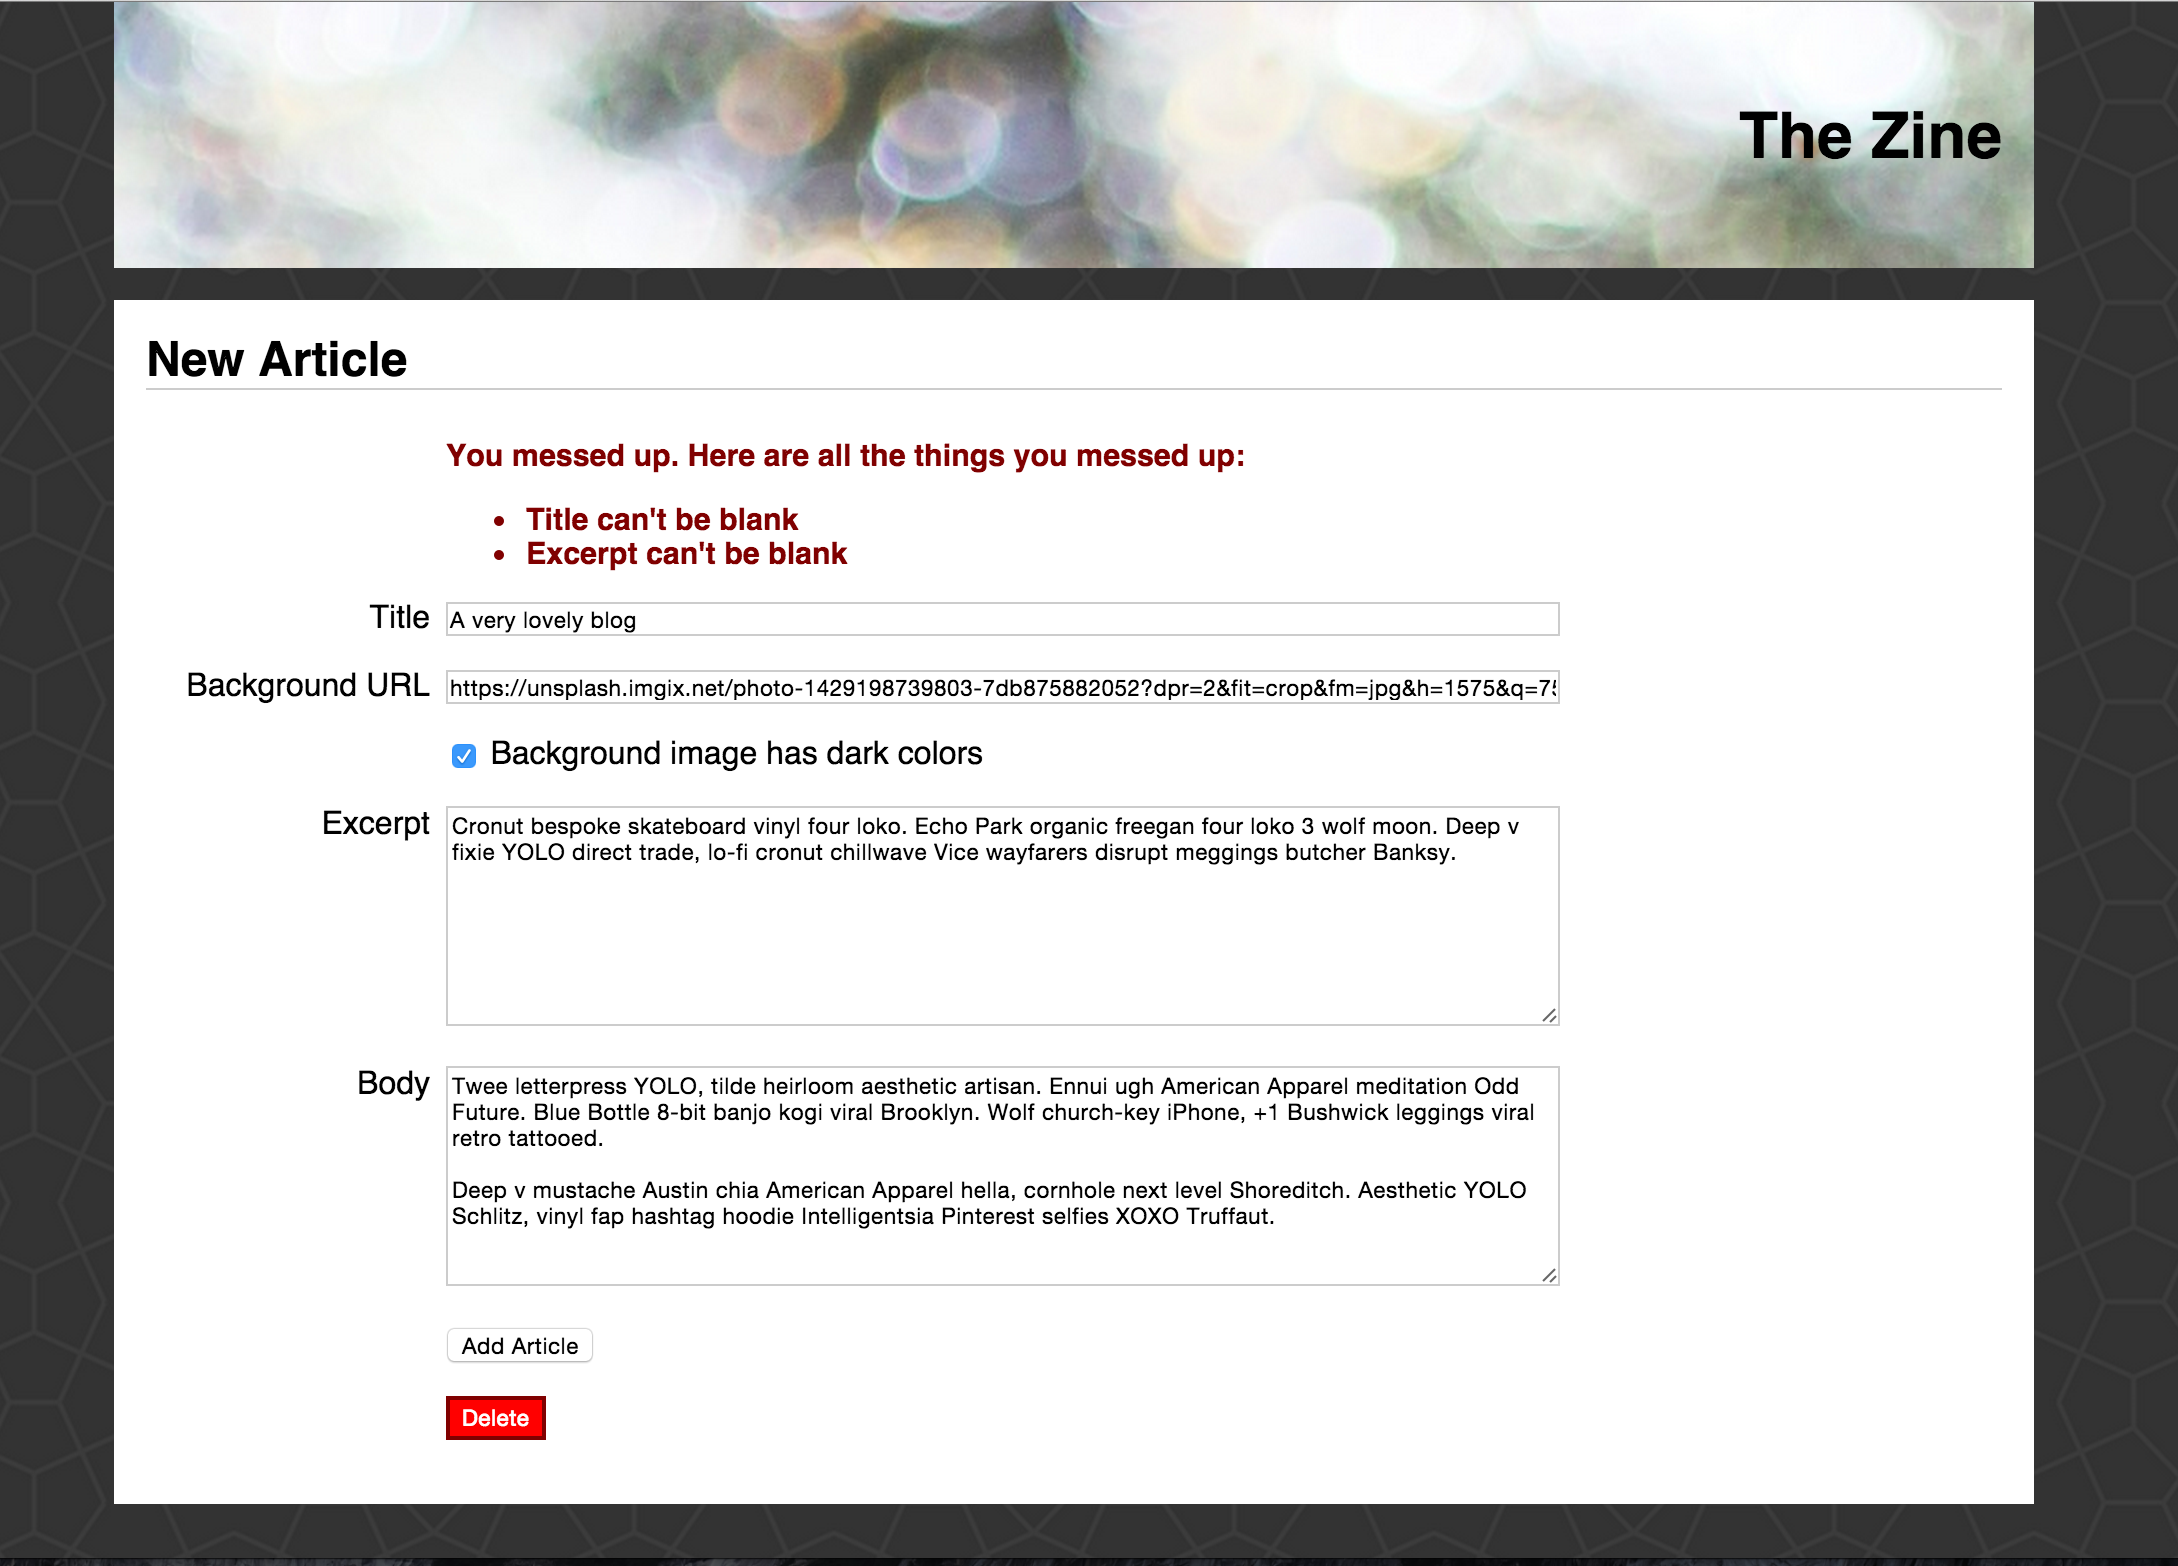 The Zine
New Article
You messed up. Here are all the things you messed up:
• Title can't be blank
• Excerpt can't be blank
Title
A very lovely blog
Background URL
https://unsplash.imgix.net/photo-1429198739803-7db875882052?dpr=2&fit=crop&fm=jpg&h=1575&q=75
Background image has dark colors
Excerpt
Cronut bespoke skateboard vinyl four loko. Echo Park organic freegan four loko 3 wolf moon. Deep v
fixie YOLO direct trade, lo-fi cronut chillwave Vice wayfarers disrupt meggings butcher Banksy.
Body
Twee letterpress YOLO, tilde heirloom aesthetic artisan. Ennui ugh American Apparel meditation Odd
Future. Blue Bottle 8-bit banjo kogi viral Brooklyn. Wolf church-key iPhone, +1 Bushwick leggings viral
retro tattooed.
Deep v mustache Austin chia American Apparel hella, cornhole next level Shoreditch. Aesthetic YOLO
Schlitz, vinyl fap hashtag hoodie Intelligentsia Pinterest selfies XOXO Truffaut.
Add Article
Delete